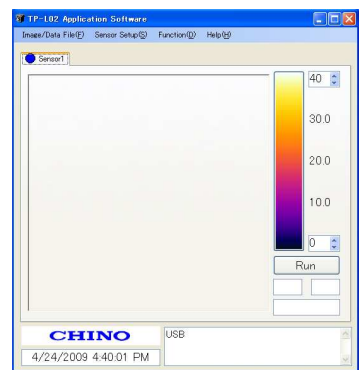 TP-L02 Application Software
Image/Data File(F) Sensor Setup(S) Function(D) Help(H)
Sensor1
40
30.0
20.0
10.0
0
Run
CHINO
USB
4/24/2009 4:40:01 PM